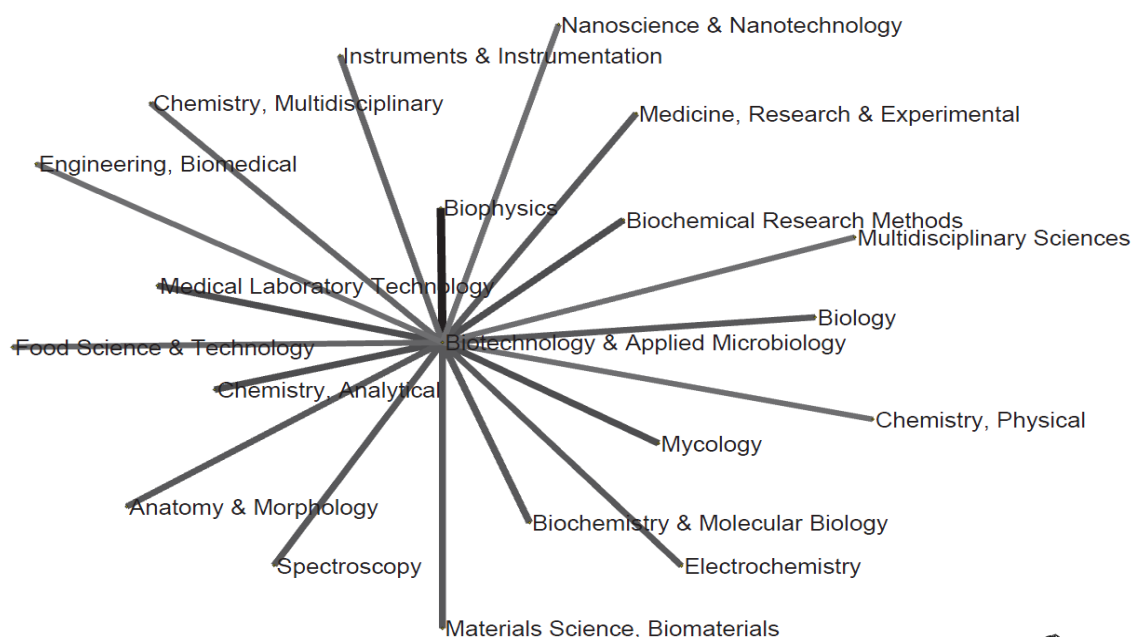 Nanoscience & Nanotechnology
Instruments & Instrumentation
Chemistry, Multidisciplinary
Medicine, Research & Experimental
Engineering, Biomedical
Biophysics
Biochemical Research Methods
Multidisciplinary Sciences
Medical Laboratory Technology
Biology
Biotechnology & Applied Microbiology
Food Science & Technology
Chemistry, Analytical
Chemistry, Physical
Mycology
Anatomy & Morphology
Biochemistry & Molecular Biology
Spectroscopy
Electrochemistry
Materials Science, Biomaterials